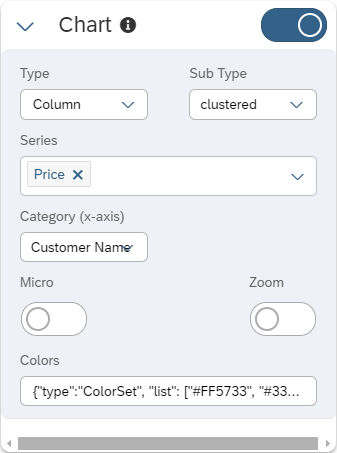 Chart
Type
Sub Type
Column
clustered
Series
Price
Category (x-axis)
Customer Name
Micro
Zoom
Colors
{"type":"ColorSet", "list": ["#FF5733", "#33...